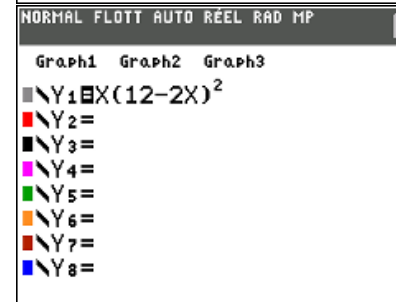 NORMAL FLOTT AUTO RÉEL RAD MP
Graph1 Graph2 Graph3
\Y₁=X(12-2X)²
\Y₂=
\Y₃=
\Y₄=
\Y₅=
\Y₆=
\Y₇=
\Y₈=